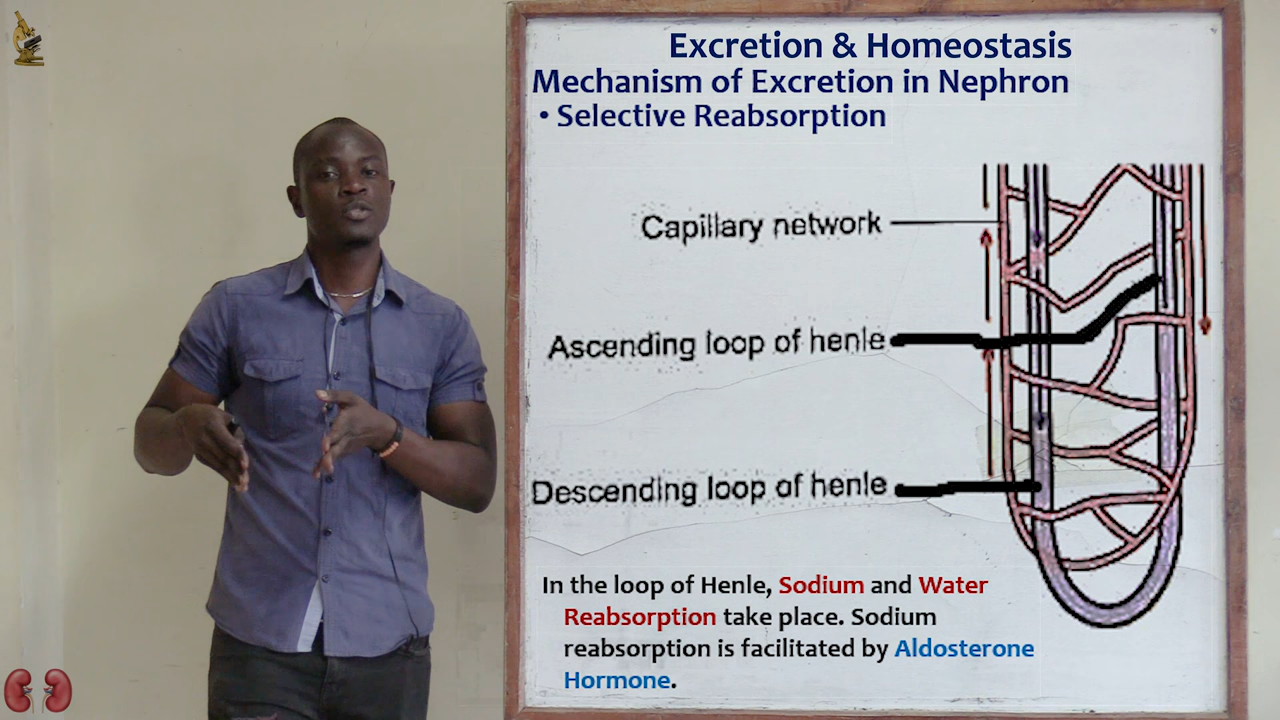 Excretion & Homeostasis
Mechanism of Excretion in Nephron
• Selective Reabsorption
Capillary network
Ascending loop of henle
Descending loop of henle
In the loop of Henle, Sodium and Water
Reabsorption take place. Sodium
reabsorption is facilitated by Aldosterone
Hormone.